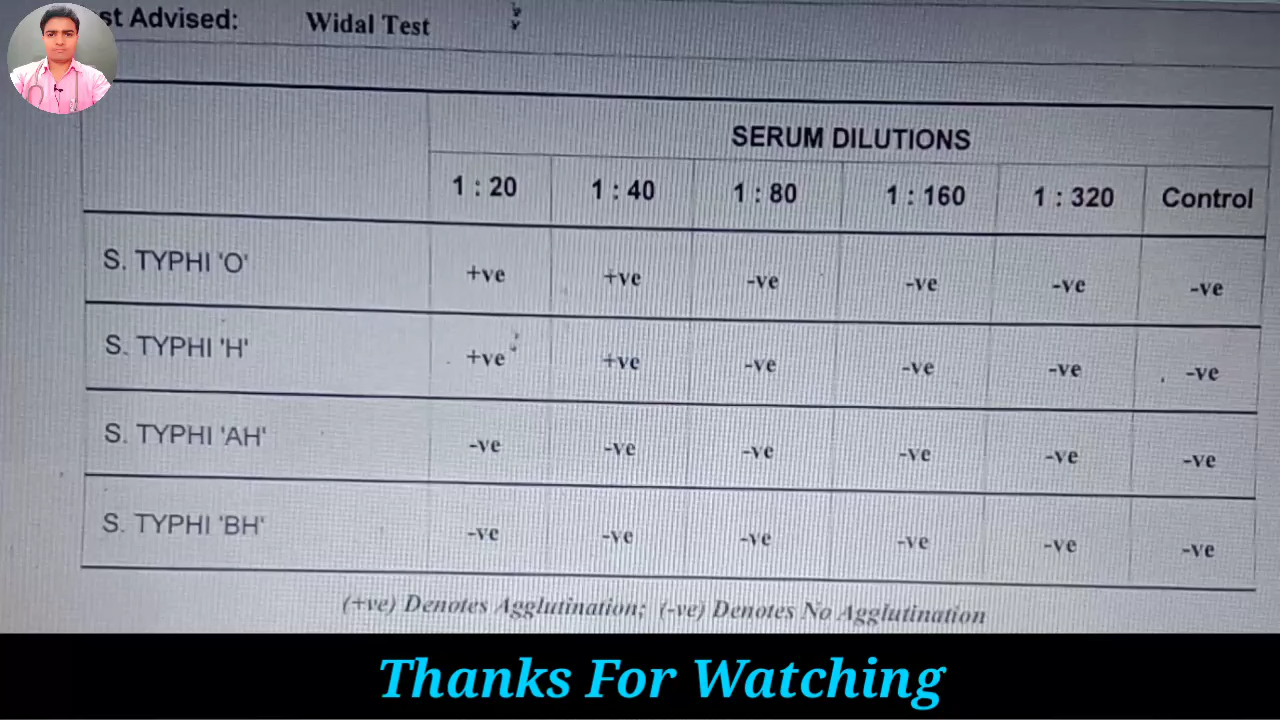 st Advised: Widal Test
SERUM DILUTIONS
1 : 20 1 : 40 1 : 80 1 : 160 1 : 320 Control
S. TYPHI 'O' +ve +ve -ve -ve -ve -ve
S. TYPHI 'H' +ve +ve -ve -ve -ve -ve
S. TYPHI 'AH' -ve -ve -ve -ve -ve -ve
S. TYPHI 'BH' -ve -ve -ve -ve -ve -ve
(+ve) Denotes Agglutination; (-ve) Denotes No Agglutination
Thanks For Watching